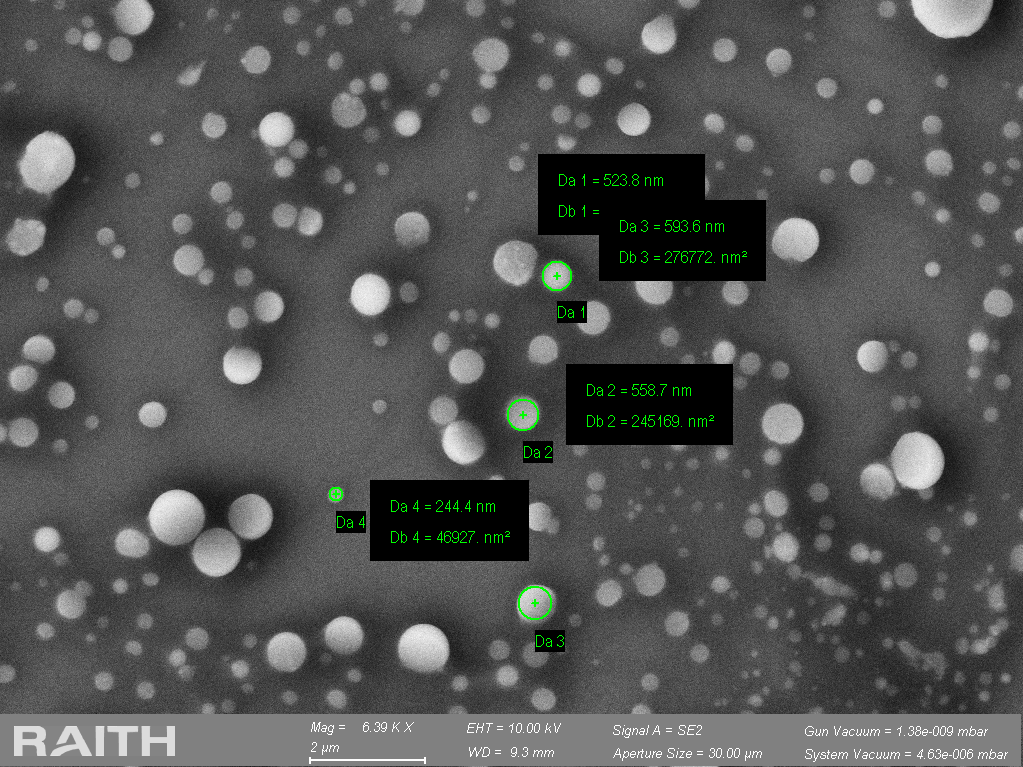 Da 1 = 523.8 nm
Db 1 =
Da 3 = 593.6 nm
Db 3 = 276772. nm²
Da 1
Da 2 = 558.7 nm
Db 2 = 245169. nm²
Da 2
Da 4 = 244.4 nm
Db 4 = 46927. nm²
Da 4
Da 3
RAITH
Mag = 6.39 K X
2 µm
EHT = 10.00 kV
WD = 9.3 mm
Signal A = SE2
Aperture Size = 30.00 µm
Gun Vacuum = 1.38e-009 mbar
System Vacuum = 4.63e-006 mbar